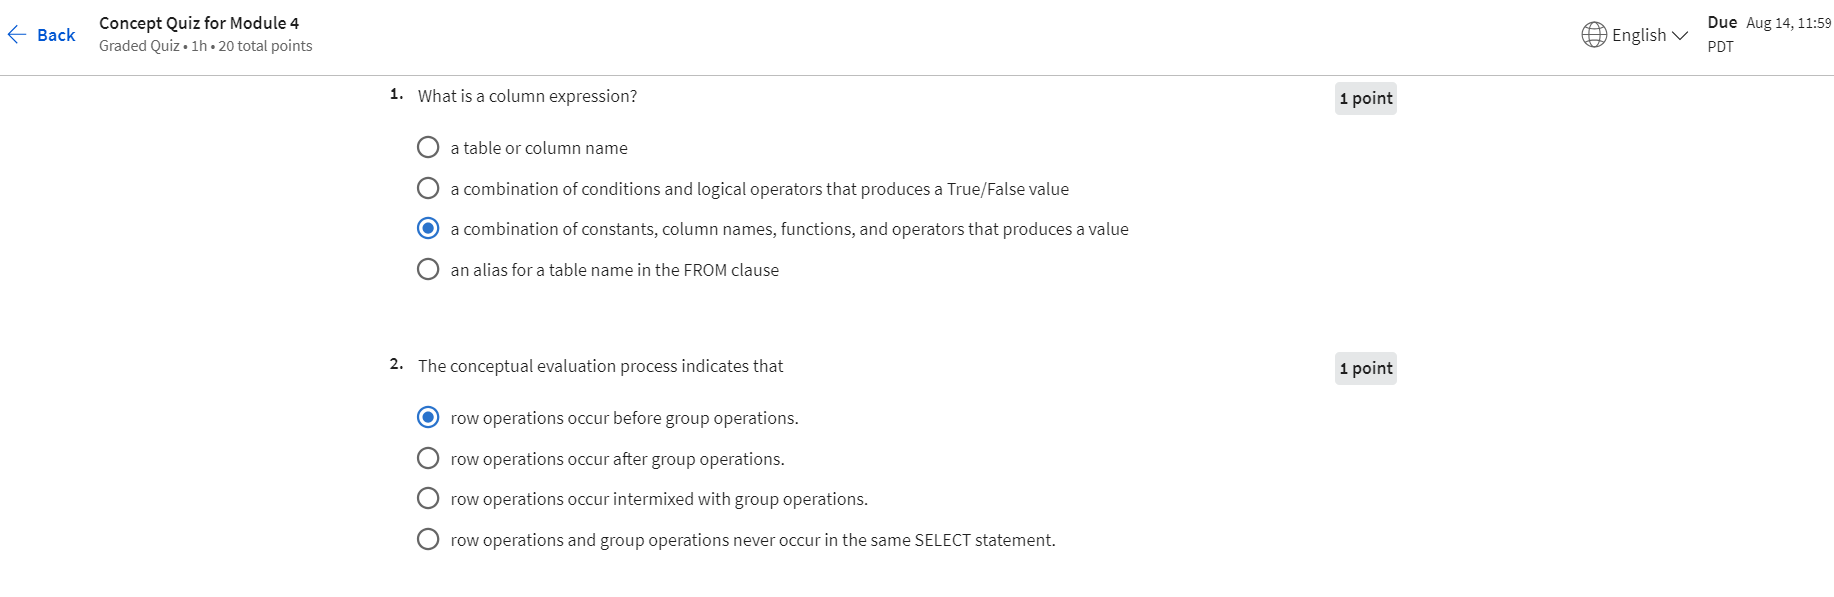 Back
Concept Quiz for Module 4
Graded Quiz • 1h • 20 total points
English
Due Aug 14, 11:59
PDT
1. What is a column expression?
1 point
a table or column name
a combination of conditions and logical operators that produces a True/False value
a combination of constants, column names, functions, and operators that produces a value
an alias for a table name in the FROM clause
2. The conceptual evaluation process indicates that
1 point
row operations occur before group operations.
row operations occur after group operations.
row operations occur intermixed with group operations.
row operations and group operations never occur in the same SELECT statement.